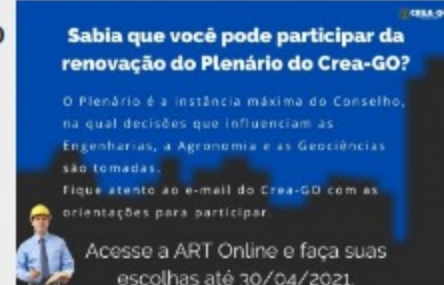 CREA-GO
Sabia que você pode participar da
renovação do Plenário do Crea-GO?
O Plenário é a instância máxima do Conselho,
na qual decisões que influenciam as
Engenharias, a Agronomia e as Geociências
são tomadas.
Fique atento ao e-mail do Crea-GO com as
orientações para participar.
Acesse a ART Online e faça suas
escolhas até 30/04/2021.